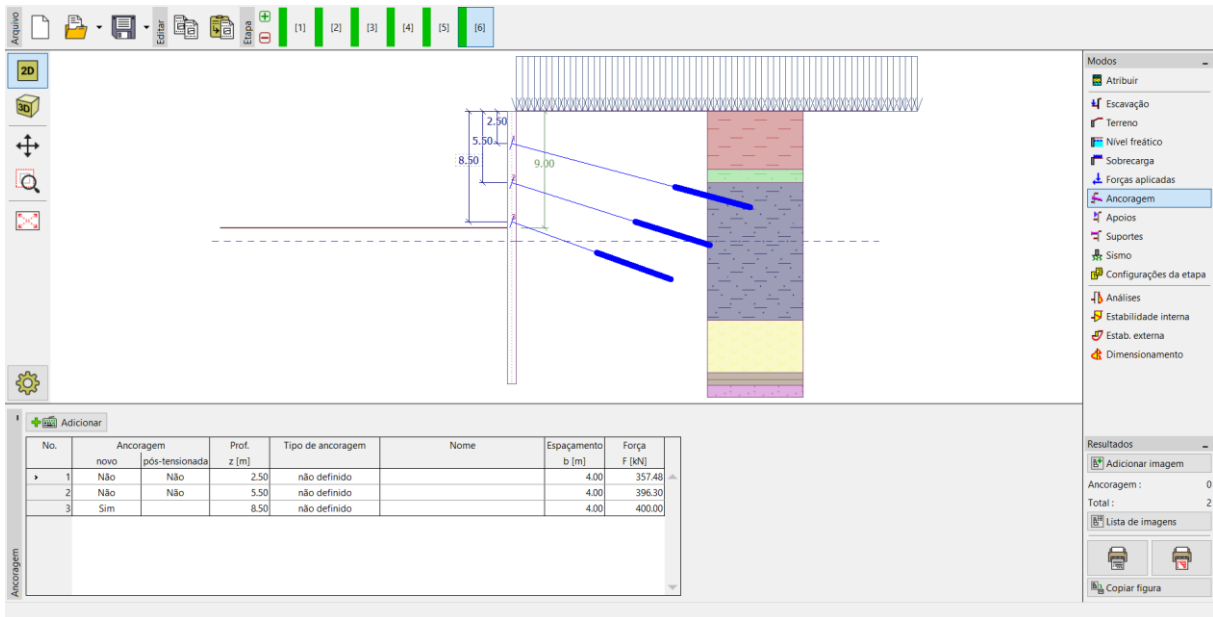 Arquivo
Editar
Etapa
[1] [2] [3] [4] [5] [6]
2D
3D
2.50
5.50
8.50
9.00
1
2
3
Modos
Atribuir
Escavação
Terreno
Nível freático
Sobrecarga
Forças aplicadas
Ancoragem
Apoios
Suportes
Sismo
Configurações da etapa
Análises
Estabilidade interna
Estab. externa
Dimensionamento
Ancoragem
Adicionar
No. Ancoragem Prof. Tipo de ancoragem Nome Espaçamento Força
novo pós-tensionada z [m] b [m] F [kN]
1 Não Não 2.50 não definido 4.00 357.48
2 Não Não 5.50 não definido 4.00 396.30
3 Sim 8.50 não definido 4.00 400.00
Resultados
Adicionar imagem
Ancoragem : 0
Total : 2
Lista de imagens
Copiar figura